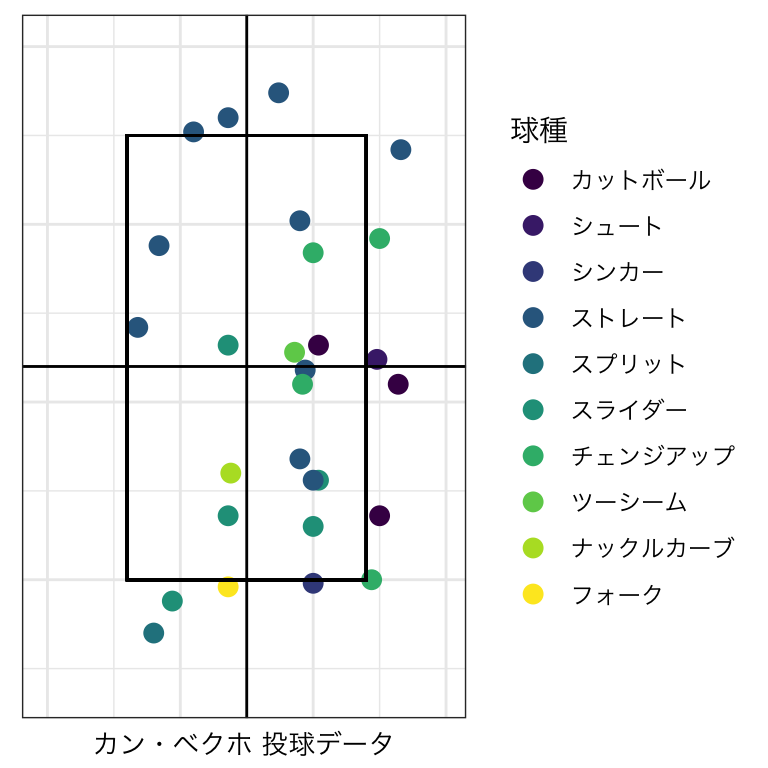 球種
カットボール
シュート
シンカー
ストレート
スプリット
スライダー
チェンジアップ
ツーシーム
ナックルカーブ
フォーク
カン・ベクホ 投球データ